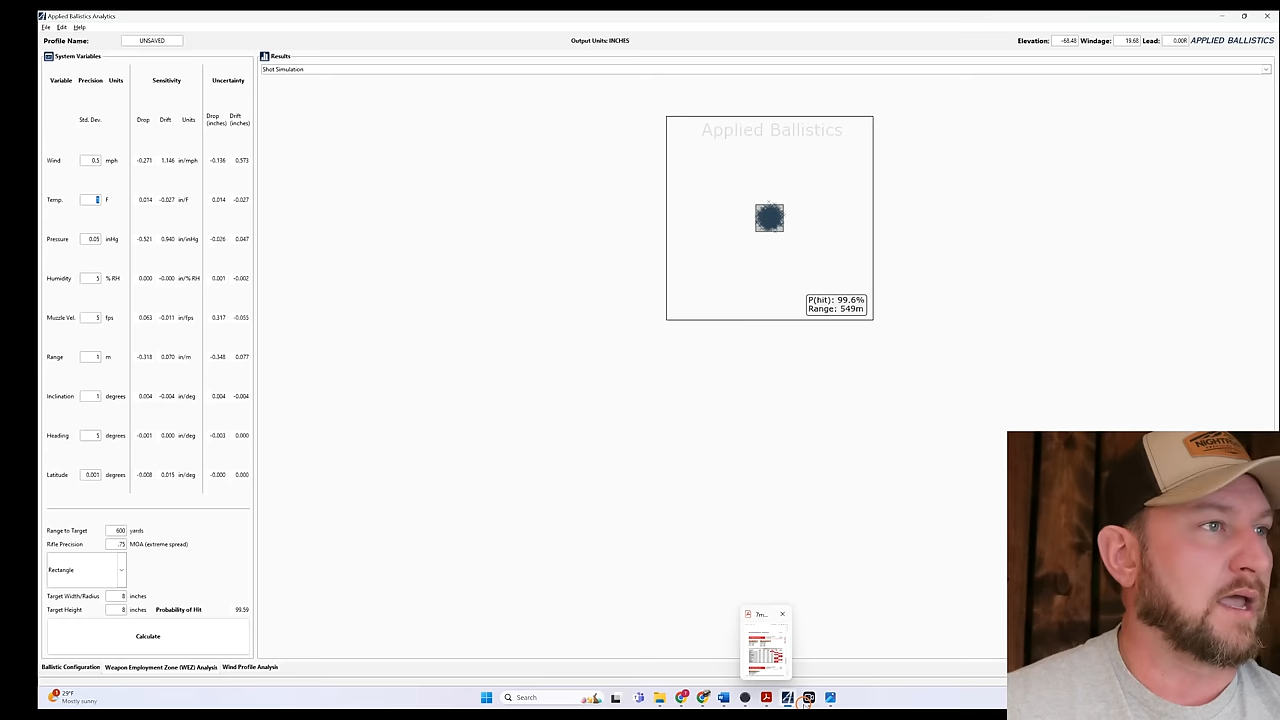 Applied Ballistics Analytics
File Edit Help
Profile Name: UNSAVED Output Units: INCHES Elevation: -68.48 Windage: 19.68 Lead: 0.00R APPLIED BALLISTICS
System Variables
Results
Shot Simulation
Variable Precision Units Sensitivity Uncertainty
Std. Dev. Drop Drift Units Drop (inches) Drift (inches)
Wind 0.5 mph -0.271 1.146 in/mph -0.136 0.573
Temp. 1 F 0.014 -0.027 in/F 0.014 -0.027
Pressure 0.05 inHg -0.521 0.940 in/inHg -0.026 0.047
Humidity 5 % RH 0.000 -0.000 in/% RH 0.001 -0.002
Muzzle Vel. 5 fps 0.063 -0.011 in/fps 0.317 -0.055
Range 1 m -0.318 0.070 in/m -0.348 0.077
Inclination 1 degrees 0.004 -0.004 in/deg 0.004 -0.004
Heading 5 degrees -0.001 0.000 in/deg -0.003 0.000
Latitude 0.001 degrees -0.008 0.015 in/deg -0.000 0.000
Applied Ballistics
P(hit): 99.6%
Range: 549m
Range to Target 600 yards
Rifle Precision .75 MOA (extreme spread)
Rectangle
Target Width/Radius 8 inches
Target Height 8 inches Probability of Hit 99.59
Calculate
Ballistic Configuration Weapon Employment Zone (WEZ) Analysis Wind Profile Analysis
7m...
29°F
Mostly sunny
Search